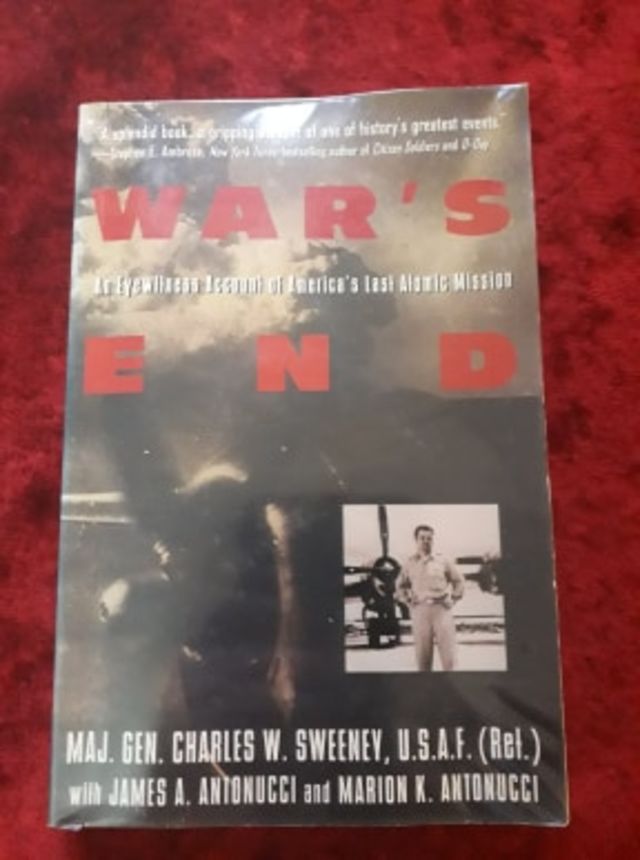 "A splendid book...a gripping account of one of history's greatest events."
—Stephen E. Ambrose, New York Times bestselling author of Citizen Soldiers and D-Day
WAR'S
An Eyewitness Account of America's Last Atomic Mission
END
MAJ. GEN. CHARLES W. SWEENEY, U.S.A.F. (Ret.)
with JAMES A. ANTONUCCI and MARION K. ANTONUCCI